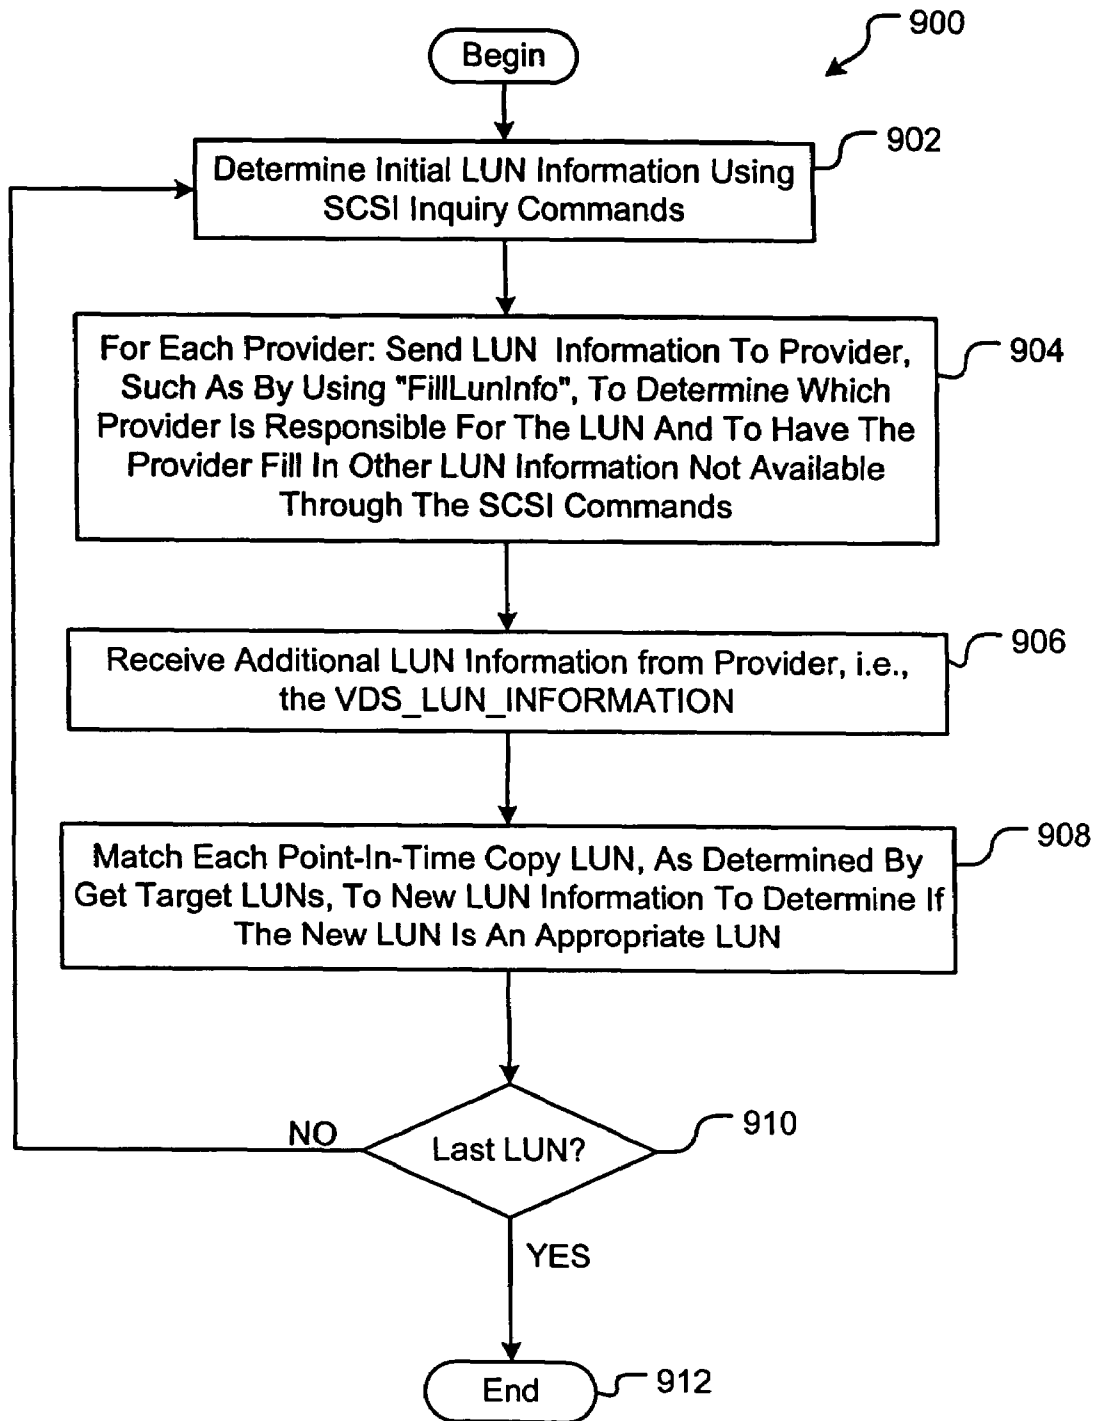 900
Begin
902
Determine Initial LUN Information Using
SCSI Inquiry Commands
904
For Each Provider: Send LUN Information To Provider,
Such As By Using "FillLunInfo", To Determine Which
Provider Is Responsible For The LUN And To Have The
Provider Fill In Other LUN Information Not Available
Through The SCSI Commands
906
Receive Additional LUN Information from Provider, i.e.,
the VDS_LUN_INFORMATION
908
Match Each Point-In-Time Copy LUN, As Determined By
Get Target LUNs, To New LUN Information To Determine If
The New LUN Is An Appropriate LUN
910
NO
Last LUN?
YES
End
912